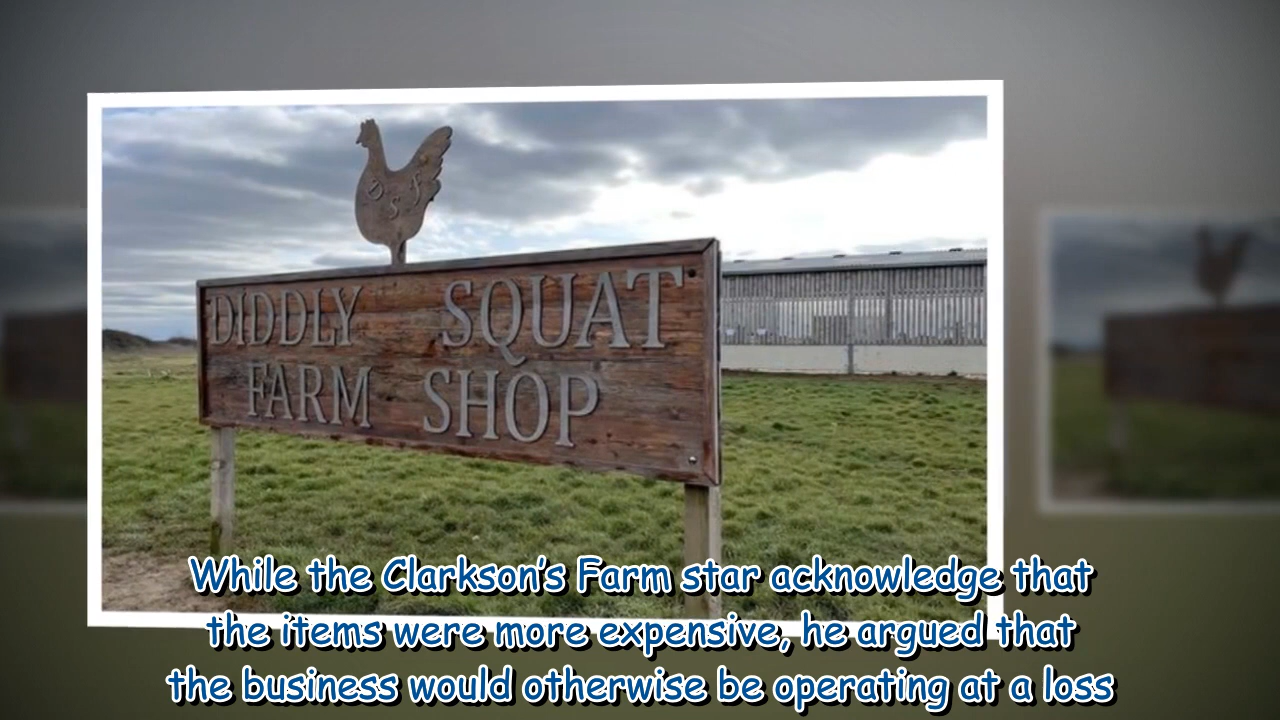 DSF
DIDDLY SQUAT
FARM SHOP
While the Clarkson's Farm star acknowledge that
the items were more expensive, he argued that
the business would otherwise be operating at a loss